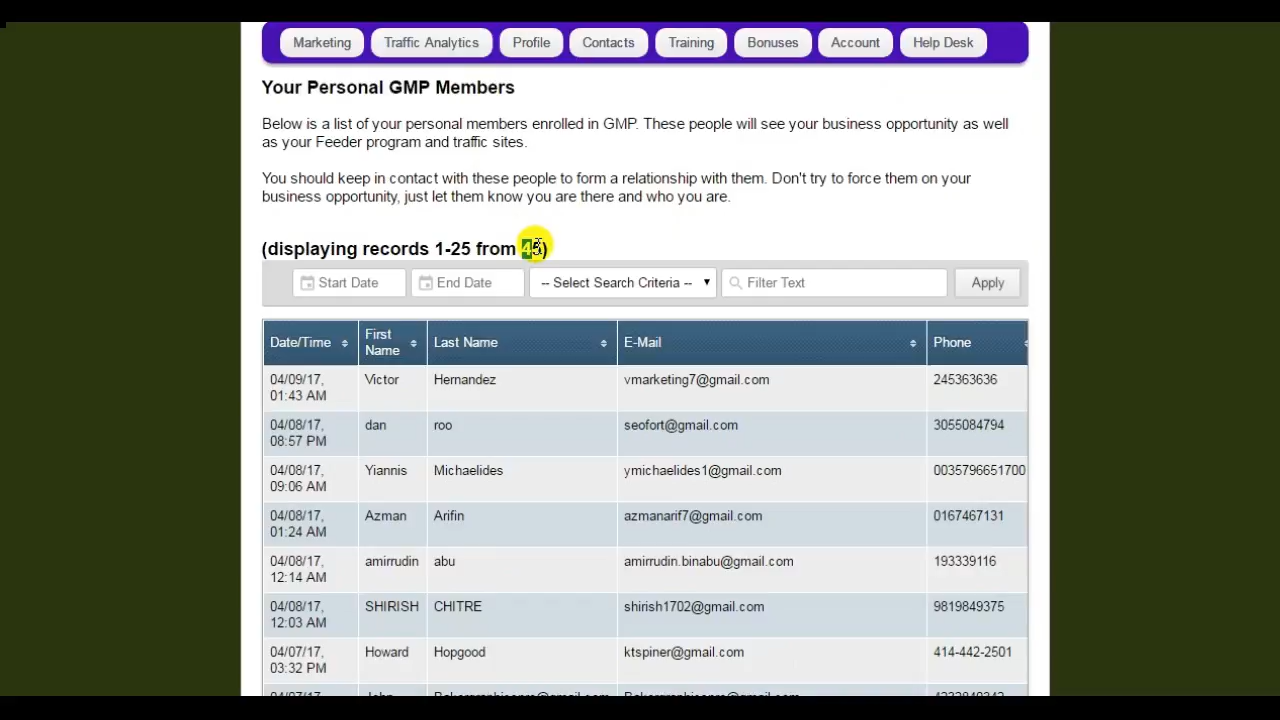 Marketing Traffic Analytics Profile Contacts Training Bonuses Account Help Desk
Your Personal GMP Members
Below is a list of your personal members enrolled in GMP. These people will see your business opportunity as well
as your Feeder program and traffic sites.
You should keep in contact with these people to form a relationship with them. Don't try to force them on your
business opportunity, just let them know you are there and who you are.
(displaying records 1-25 from 45)
Start Date End Date -- Select Search Criteria -- Filter Text Apply
Date/Time First Name Last Name E-Mail Phone
04/09/17, 01:43 AM Victor Hernandez vmarketing7@gmail.com 245363636
04/08/17, 08:57 PM dan roo seofort@gmail.com 3055084794
04/08/17, 09:06 AM Yiannis Michaelides ymichaelides1@gmail.com 0035796651700
04/08/17, 01:24 AM Azman Arifin azmanarif7@gmail.com 0167467131
04/08/17, 12:14 AM amirrudin abu amirrudin.binabu@gmail.com 193339116
04/08/17, 12:03 AM SHIRISH CHITRE shirish1702@gmail.com 9819849375
04/07/17, 03:32 PM Howard Hopgood ktspiner@gmail.com 414-442-2501